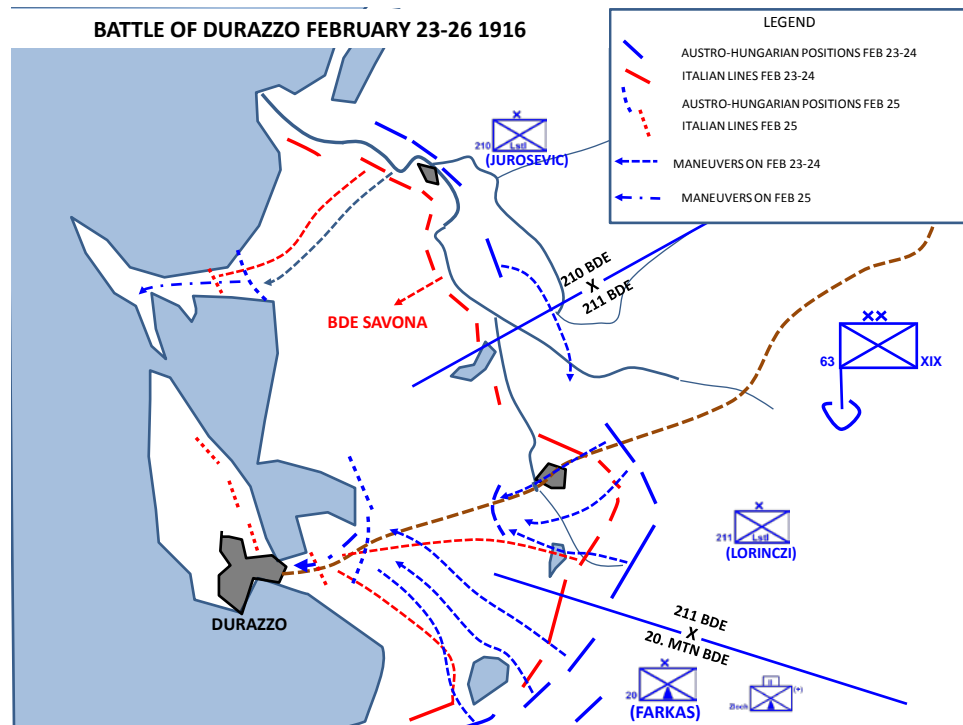 BATTLE OF DURAZZO FEBRUARY 23-26 1916
LEGEND
AUSTRO-HUNGARIAN POSITIONS FEB 23-24
ITALIAN LINES FEB 23-24
AUSTRO-HUNGARIAN POSITIONS FEB 25
ITALIAN LINES FEB 25
MANEUVERS ON FEB 23-24
MANEUVERS ON FEB 25
X
210 Lstl
(JUROSEVIC)
210 BDE
X
211 BDE
BDE SAVONA
XX
63 XIX
X
211 Lstl
(LORINCZI)
211 BDE
X
20. MTN BDE
DURAZZO
X
20
(FARKAS)
II
(+)
Zloch